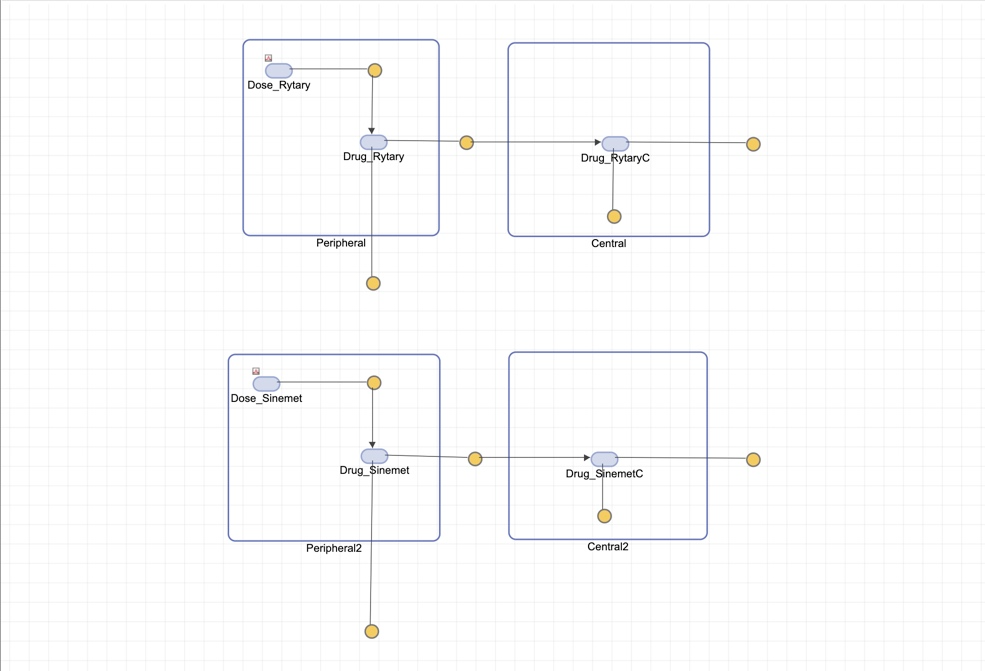 Dose_Rytary
Drug_Rytary
Drug_RytaryC
Peripheral
Central
Dose_Sinemet
Drug_Sinemet
Drug_SinemetC
Peripheral2
Central2